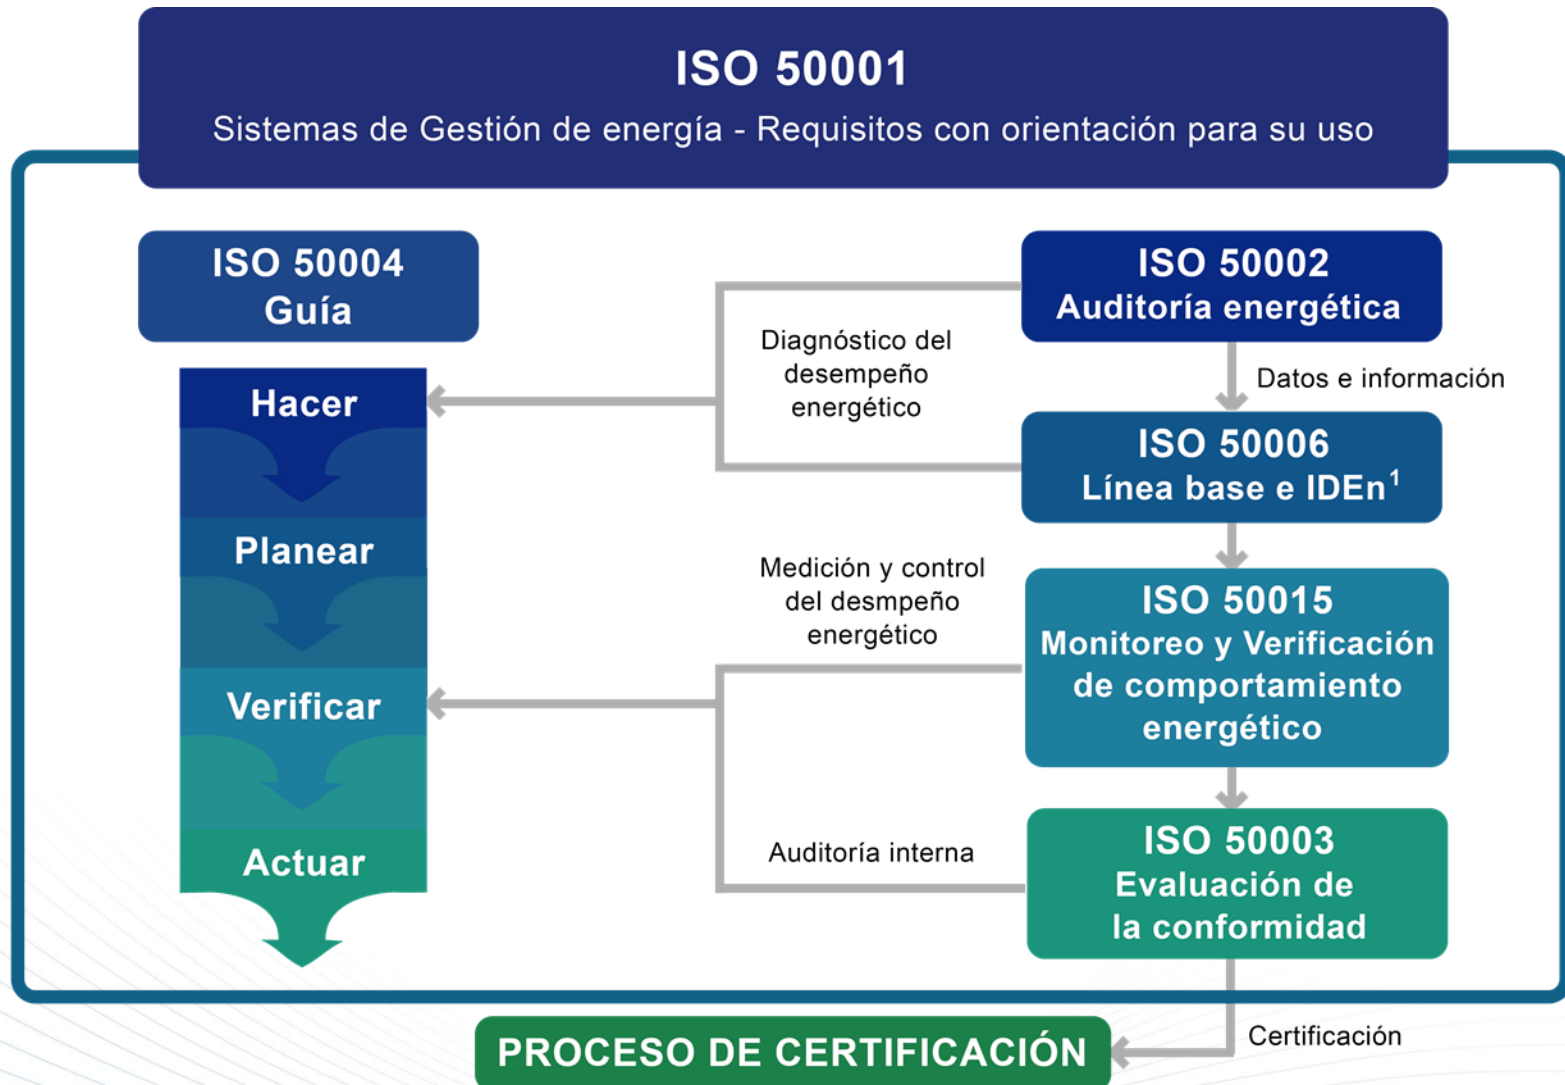 ISO 50001
Sistemas de Gestión de energía - Requisitos con orientación para su uso
ISO 50004
Guía
Hacer
Planear
Verificar
Actuar
Diagnóstico del
desempeño
energético
Medición y control
del desmpeño
energético
Auditoría interna
ISO 50002
Auditoría energética
Datos e información
ISO 50006
Línea base e IDEn¹
ISO 50015
Monitoreo y Verificación
de comportamiento
energético
ISO 50003
Evaluación de
la conformidad
Certificación
PROCESO DE CERTIFICACIÓN